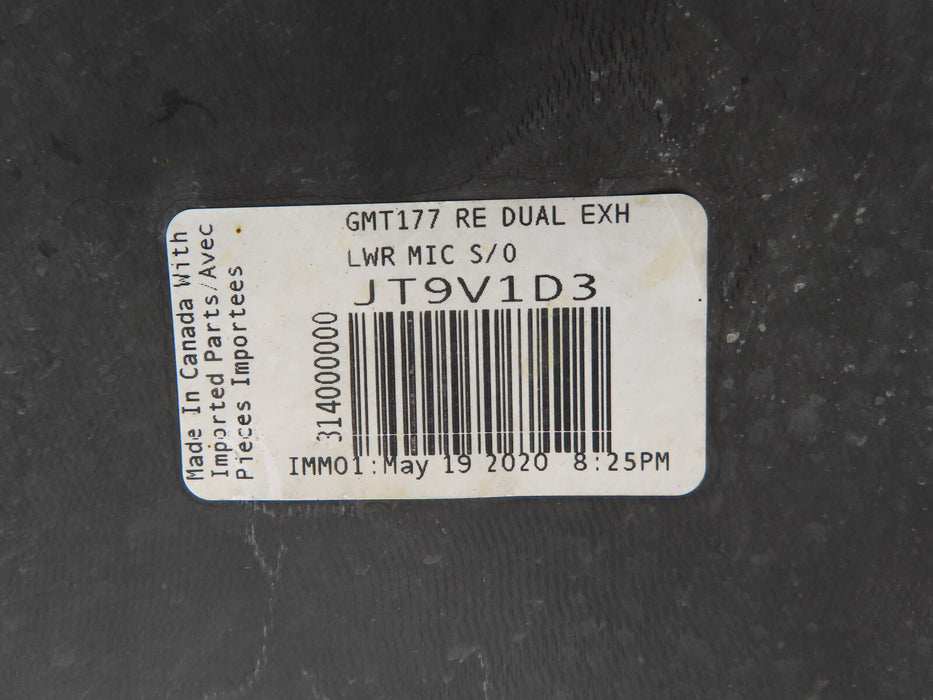 GMT177 RE DUAL EXH
LWR MIC S/O
JT9V1D3
314000000
IMM01:May 19 2020 8:25PM
Made In Canada With
Imported Parts/Avec
Pieces Importees